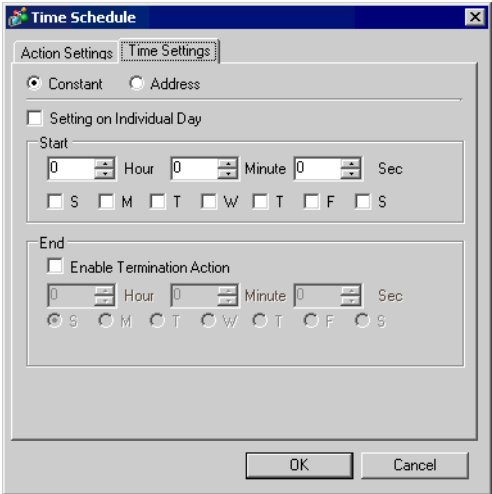 Time Schedule
Action Settings Time Settings
Constant Address
Setting on Individual Day
Start
0 Hour 0 Minute 0 Sec
S M T W T F S
End
Enable Termination Action
0 Hour 0 Minute 0 Sec
S M T W T F S
OK Cancel